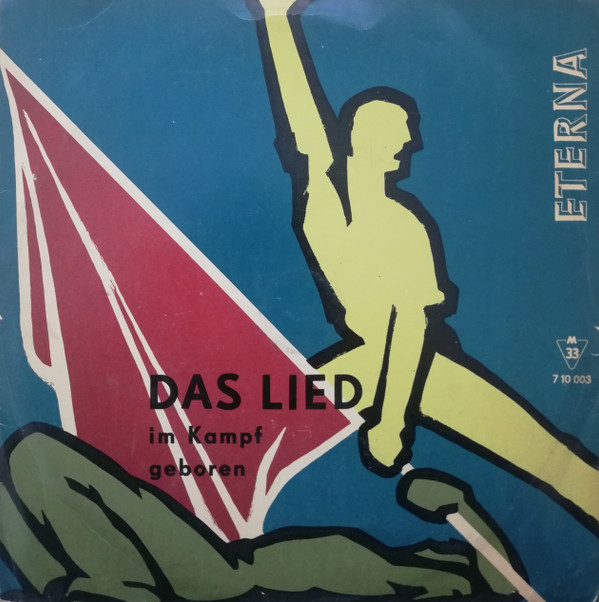 ETERNA
M
33
7 10 003
DAS LIED
im Kampf
geboren